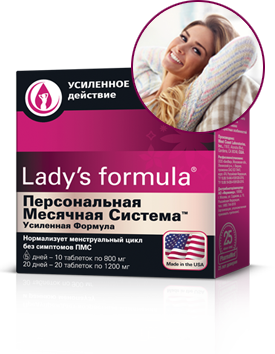 УСИЛЕННОЕ
действие
Lady's formula®
Персональная
Месячная Система™
Усиленная Формула
Нормализует менструальный цикл
без симптомов ПМС
5 дней – 10 таблеток по 800 мг
20 дней – 20 таблеток по 1200 мг
Made in the USA
25